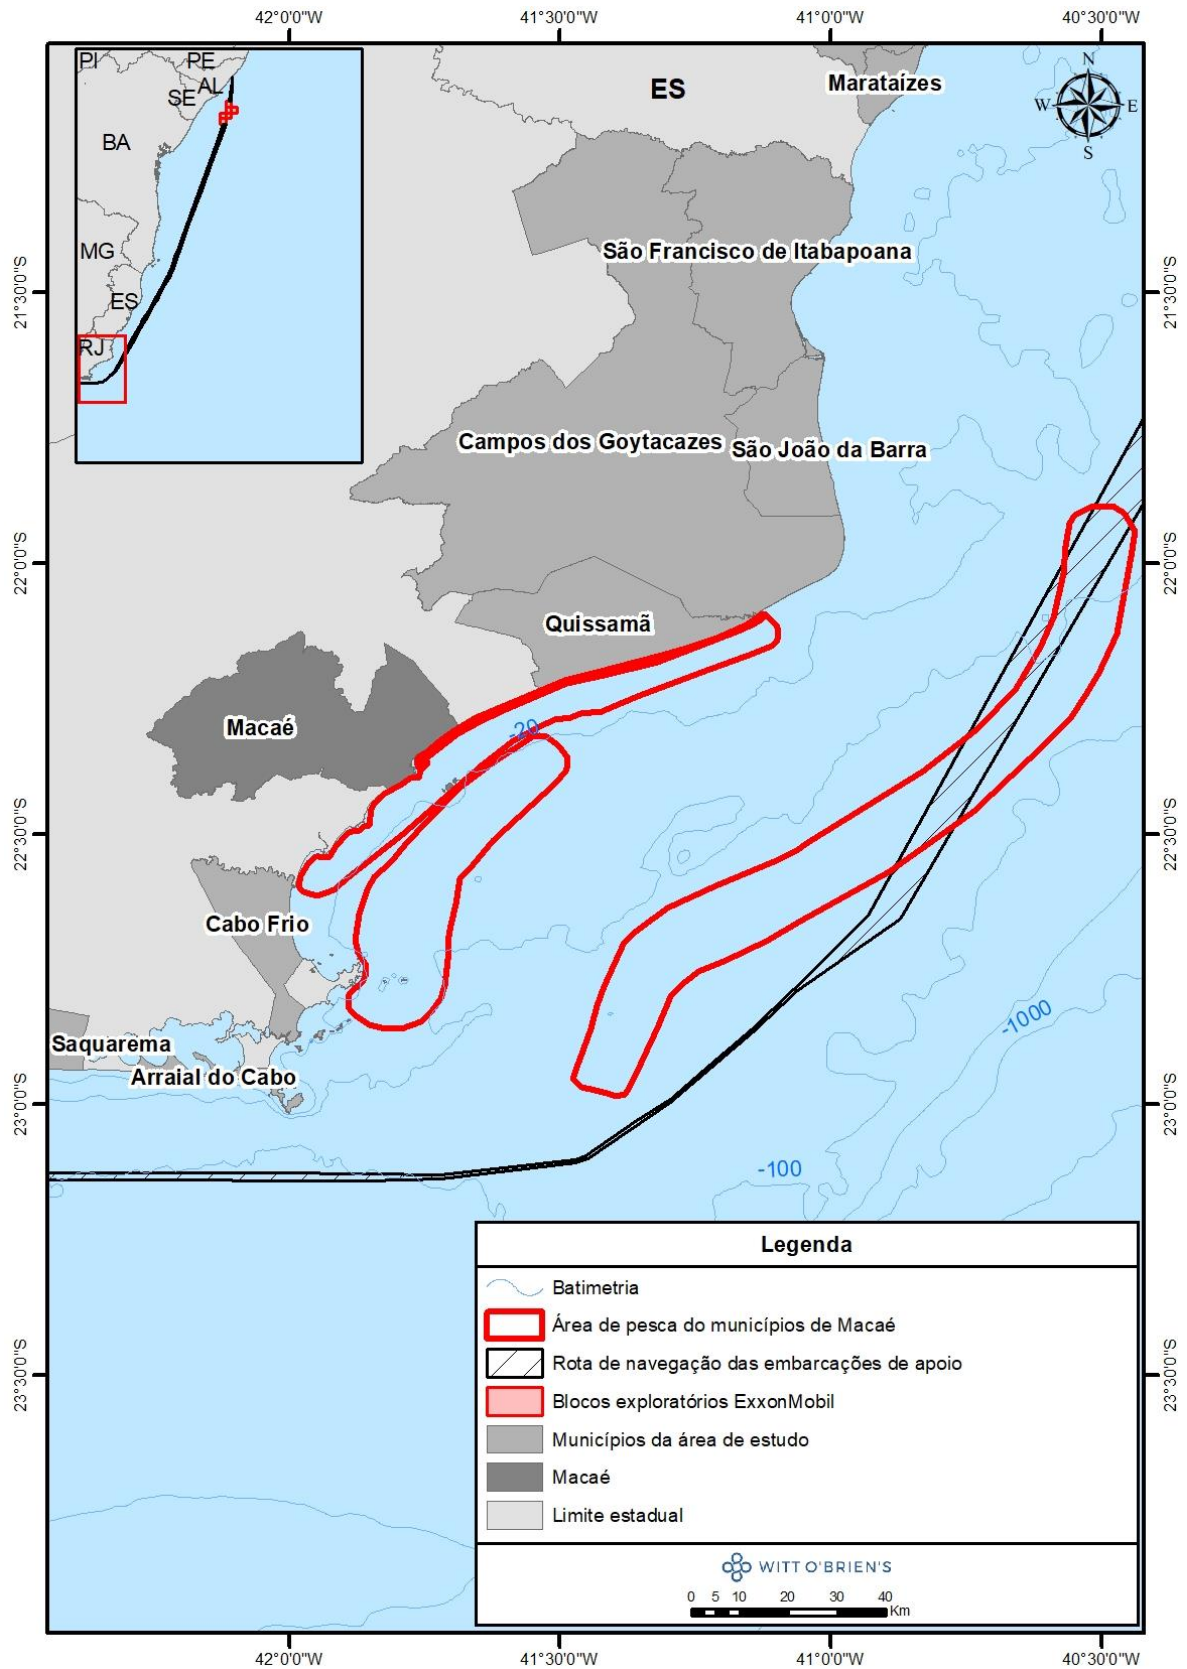 42°0'0"W
41°30'0"W
41°0'0"W
40°30'0"W
PI
PE
AL
SE
BA
MG
ES
RJ
ES
Marataízes
N
W
E
S
São Francisco de Itabapoana
21°30'0"S
21°30'0"S
Campos dos Goytacazes
São João da Barra
22°0'0"S
22°0'0"S
Quissamã
Macaé
-20
22°30'0"S
22°30'0"S
Cabo Frio
-1000
Saquarema
Arraial do Cabo
23°0'0"S
23°0'0"S
-100
Legenda
Batimetria
Área de pesca do municípios de Macaé
Rota de navegação das embarcações de apoio
Blocos exploratórios ExxonMobil
Municípios da área de estudo
Macaé
Limite estadual
23°30'0"S
23°30'0"S
WITT O'BRIEN'S
0 5 10 20 30 40
Km
42°0'0"W
41°30'0"W
41°0'0"W
40°30'0"W